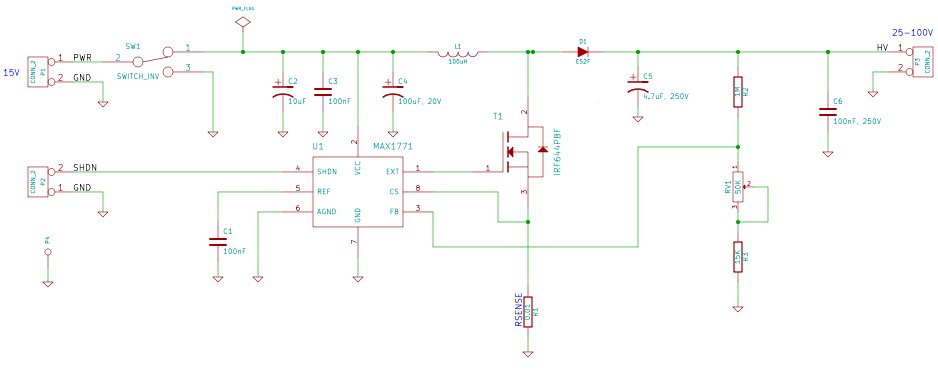 PWR_FLAG
25-100V
SW1
1
2
3
SWITCH_INV
15V
CONN_2
P1
1 PWR
2 GND
C2
10uF
C3
100nF
C4
100uF, 20V
L1
100uH
D1
ES2F
C5
4.7uF, 250V
1M
R2
HV 1
2
CONN_2
P3
C6
100nF, 250V
T1
IRF644PBF
2
1
3
U1
MAX1771
2
VCC
4 SHDN
5 REF
6 AGND
EXT 1
CS 8
FB 3
GND
7
CONN_2
P2
2 SHDN
1 GND
P4
1
C1
100nF
RV1
50K
1
2
3
15K
R3
RSENSE
0.01
R1